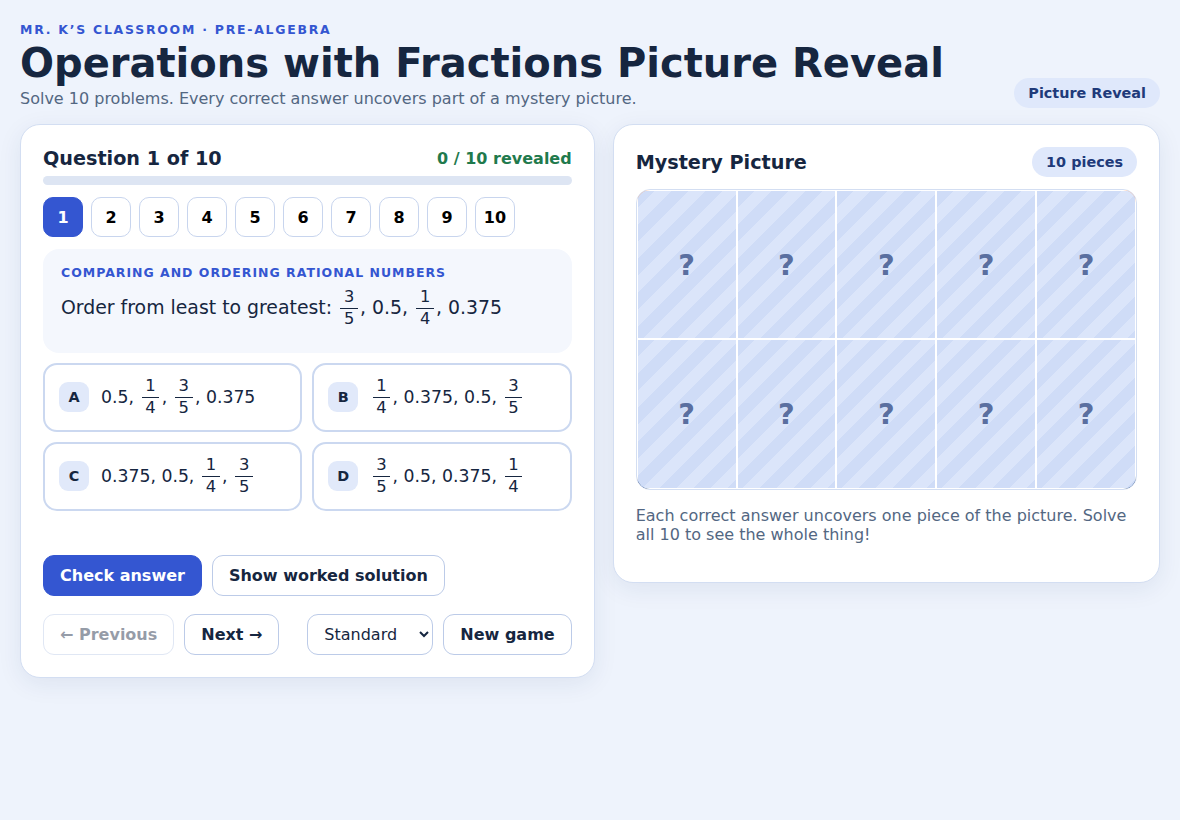 MR. K’S CLASSROOM · PRE-ALGEBRA
Operations with Fractions Picture Reveal
Solve 10 problems. Every correct answer uncovers part of a mystery picture.
Picture Reveal
Question 1 of 10
0 / 10 revealed
1 2 3 4 5 6 7 8 9 10
COMPARING AND ORDERING RATIONAL NUMBERS
Order from least to greatest: 3/5, 0.5, 1/4, 0.375
A 0.5, 1/4, 3/5, 0.375
B 1/4, 0.375, 0.5, 3/5
C 0.375, 0.5, 1/4, 3/5
D 3/5, 0.5, 0.375, 1/4
Check answer
Show worked solution
← Previous
Next →
Standard
New game
Mystery Picture
10 pieces
? ? ? ? ?
? ? ? ? ?
Each correct answer uncovers one piece of the picture. Solve
all 10 to see the whole thing!